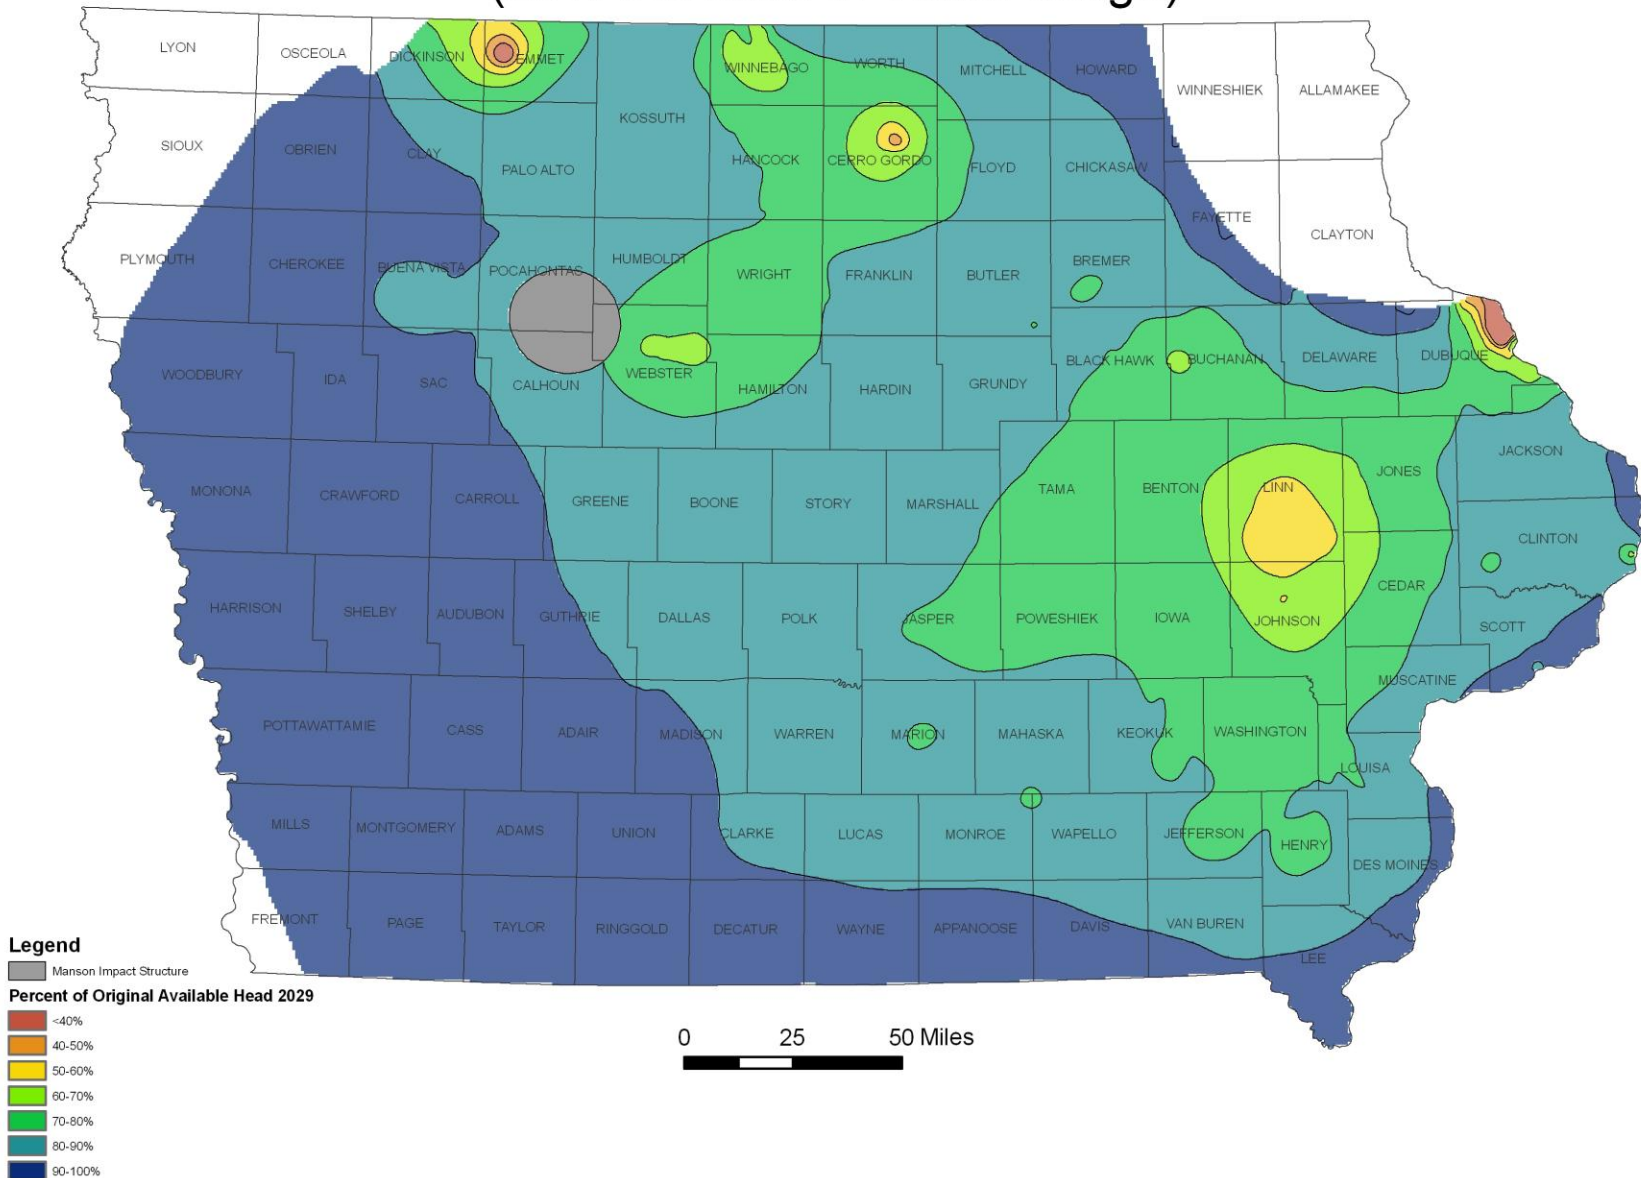 LYON
OSCEOLA
DICKINSON
EMMET
WINNEBAGO
WORTH
MITCHELL
HOWARD
WINNESHIEK
ALLAMAKEE
KOSSUTH
SIOUX
OBRIEN
CLAY
PALO ALTO
HANCOCK
CERRO GORDO
FLOYD
CHICKASAW
FAYETTE
CLAYTON
PLYMOUTH
CHEROKEE
BUENA VISTA
POCAHONTAS
HUMBOLDT
WRIGHT
FRANKLIN
BUTLER
BREMER
WOODBURY
IDA
SAC
CALHOUN
WEBSTER
HAMILTON
HARDIN
GRUNDY
BLACK HAWK
BUCHANAN
DELAWARE
DUBUQUE
MONONA
CRAWFORD
CARROLL
GREENE
BOONE
STORY
MARSHALL
TAMA
BENTON
LINN
JONES
JACKSON
CLINTON
HARRISON
SHELBY
AUDUBON
GUTHRIE
DALLAS
POLK
JASPER
POWESHIEK
IOWA
JOHNSON
CEDAR
SCOTT
MUSCATINE
POTTAWATTAMIE
CASS
ADAIR
MADISON
WARREN
MARION
MAHASKA
KEOKUK
WASHINGTON
LOUISA
MILLS
MONTGOMERY
ADAMS
UNION
CLARKE
LUCAS
MONROE
WAPELLO
JEFFERSON
HENRY
DES MOINES
FREMONT
PAGE
TAYLOR
RINGGOLD
DECATUR
WAYNE
APPANOOSE
DAVIS
VAN BUREN
LEE
Legend
Manson Impact Structure
Percent of Original Available Head 2029
<40%
40-50%
50-60%
60-70%
70-80%
80-90%
90-100%
0 25 50 Miles